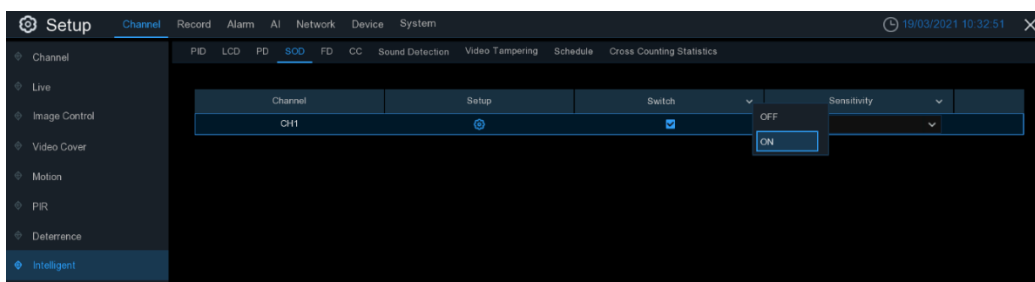 Setup Channel Record Alarm AI Network Device System 19/03/2021 10:32:51
PID LCD PD SOD FD CC Sound Detection Video Tampering Schedule Cross Counting Statistics
Channel
Live
Image Control
Video Cover
Motion
PIR
Deterrence
Intelligent
Channel Setup Switch Sensitivity
CH1
OFF
ON